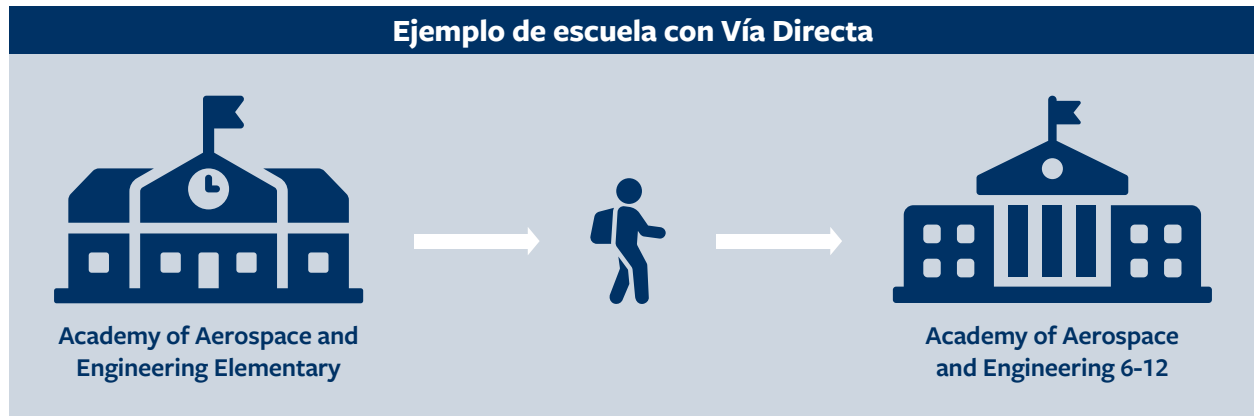 Ejemplo de escuela con Vía Directa
Academy of Aerospace and
Engineering Elementary
Academy of Aerospace
and Engineering 6-12